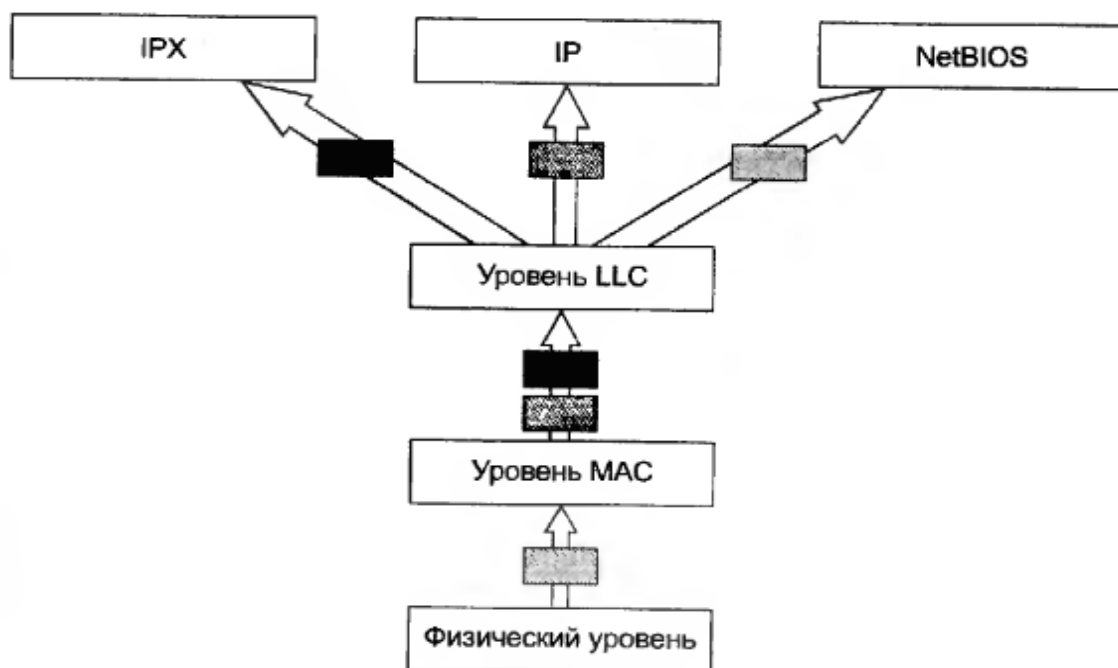 IPX
IP
NetBIOS
Уровень LLC
Уровень MAC
Физический уровень